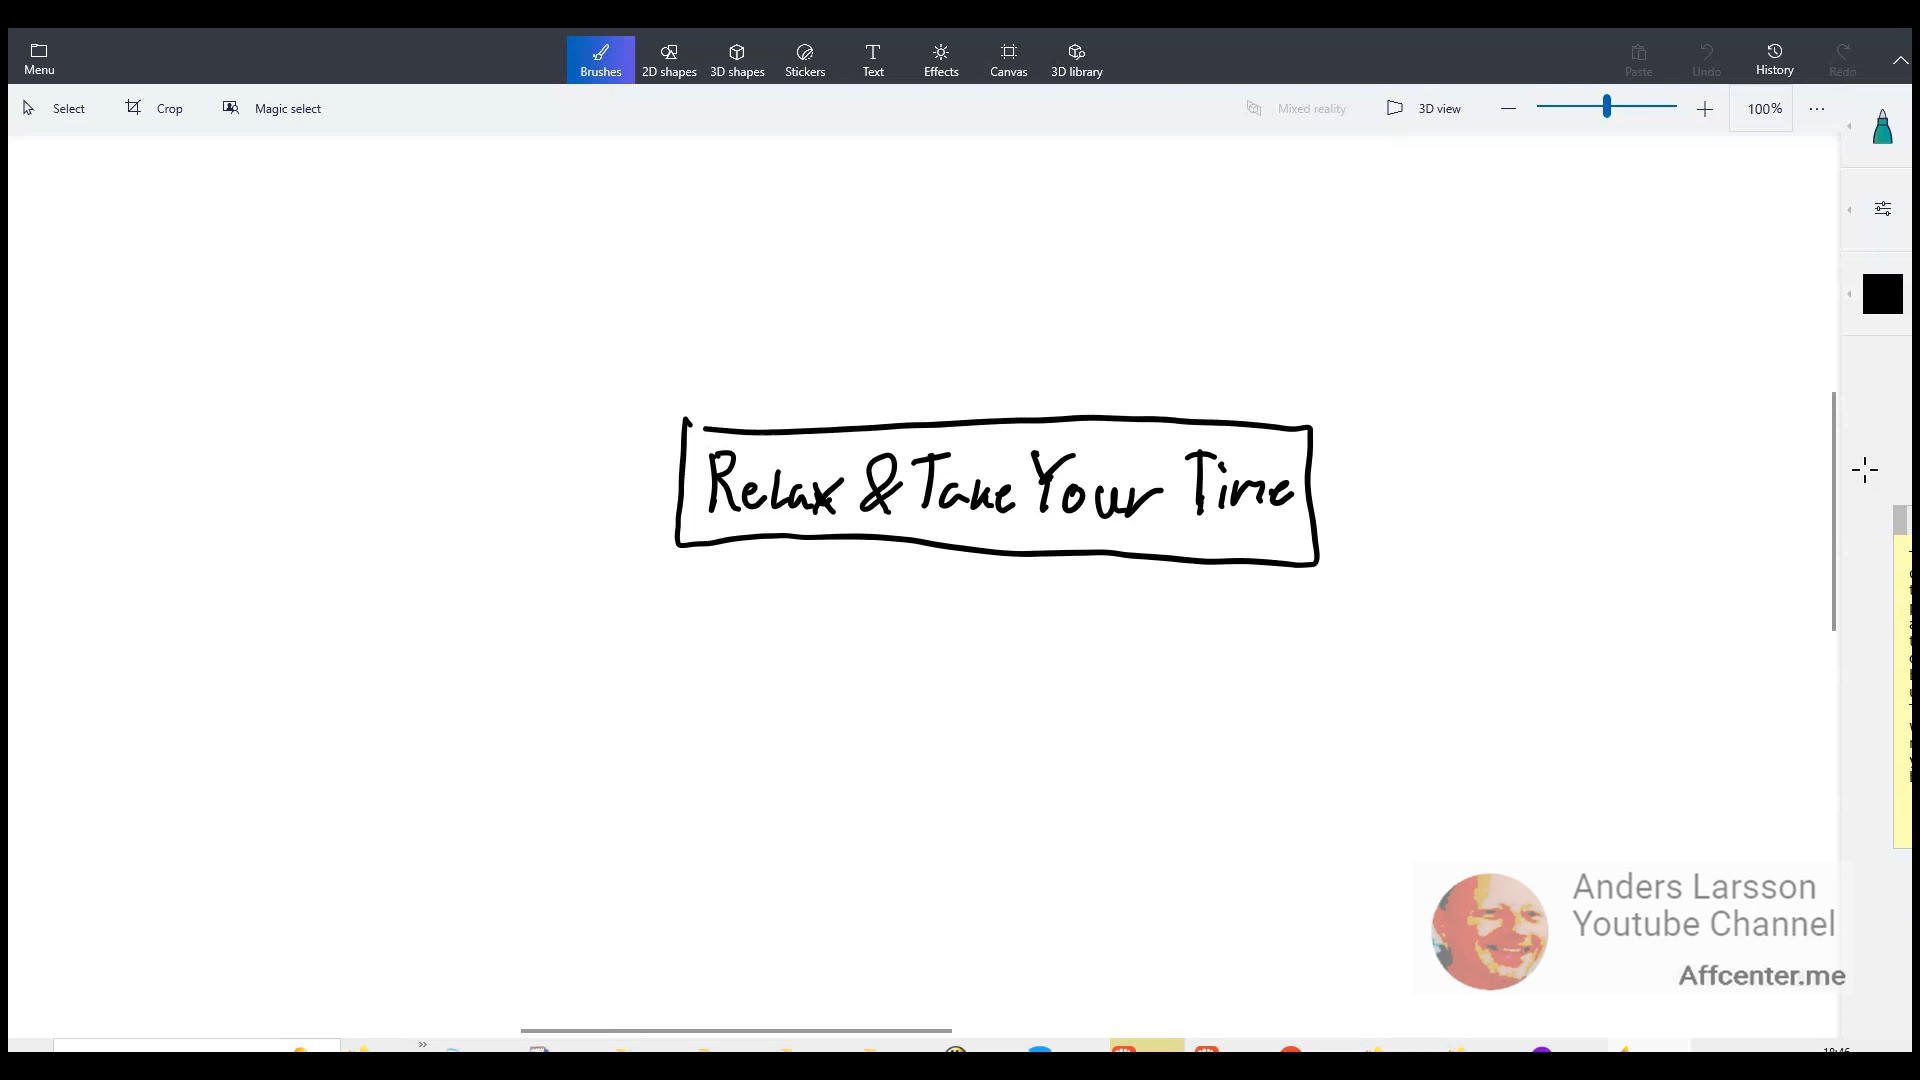 Menu
Brushes
2D shapes
3D shapes
Stickers
Text
Effects
Canvas
3D library
Paste
Undo
History
Redo
Select
Crop
Magic select
Mixed reality
3D view
100%
Relax & Take Your Time
Anders Larsson
Youtube Channel
Affcenter.me